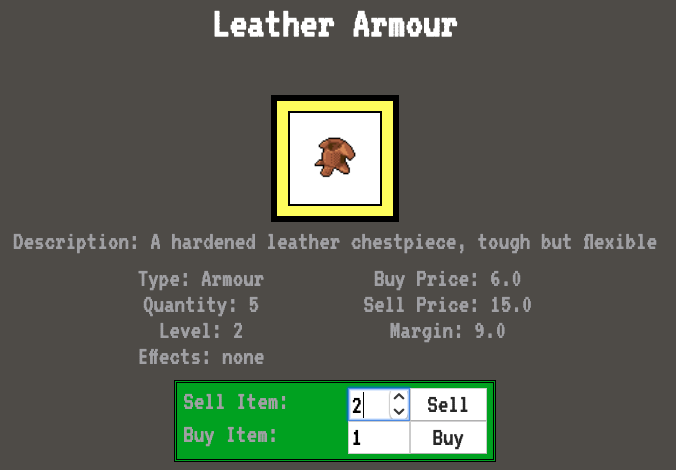 Leather Armour
Description: A hardened leather chestpiece, tough but flexible
Type: Armour
Buy Price: 6.0
Quantity: 5
Sell Price: 15.0
Level: 2
Margin: 9.0
Effects: none
Sell Item: 2 Sell
Buy Item: 1 Buy